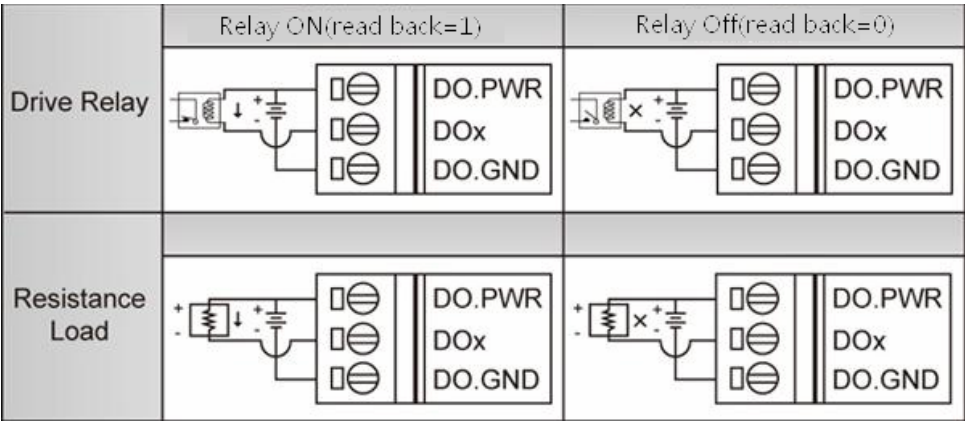 Relay ON(read back=1)
Relay Off(read back=0)
Drive Relay
+
-
DO.PWR
DOx
DO.GND
+
-
DO.PWR
DOx
DO.GND
Resistance
Load
+
-
+
-
DO.PWR
DOx
DO.GND
+
-
+
-
DO.PWR
DOx
DO.GND